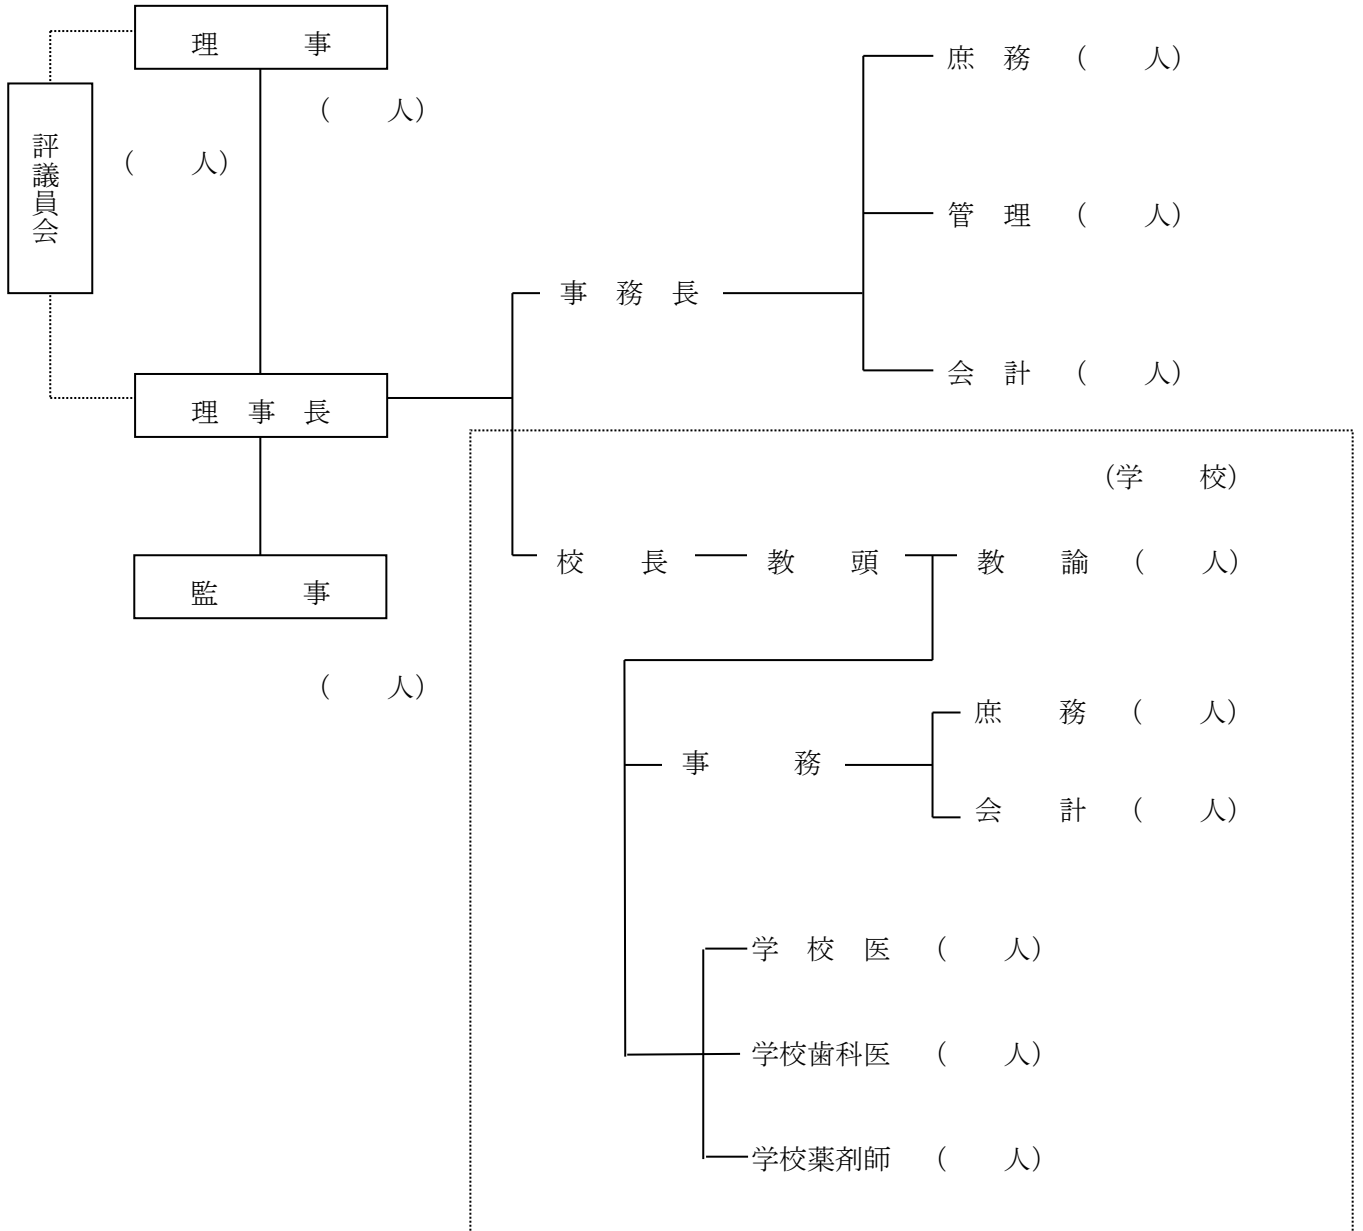 理　　　事
（　　人）
評議員会
（　　人）
理　事　長
監　　　事
（　　人）
事　務　長
庶　務　（　　人）
管　理　（　　人）
会　計　（　　人）
（学　　校）
校　　長
教　　頭
教　　諭　（　　人）
事　　　務
庶　　務　（　　人）
会　　計　（　　人）
学　校　医　（　　人）
学校歯科医　（　　人）
学校薬剤師　（　　人）